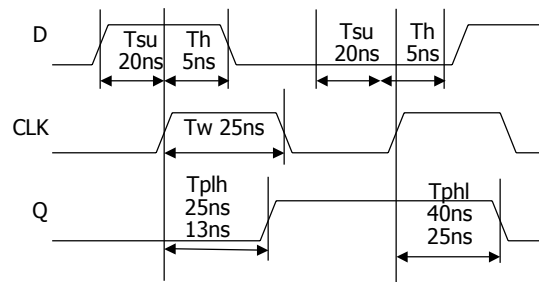 D
Tsu
20ns
Th
5ns
Tsu
20ns
Th
5ns
CLK
Tw 25ns
Q
Tplh
25ns
13ns
Tphl
40ns
25ns